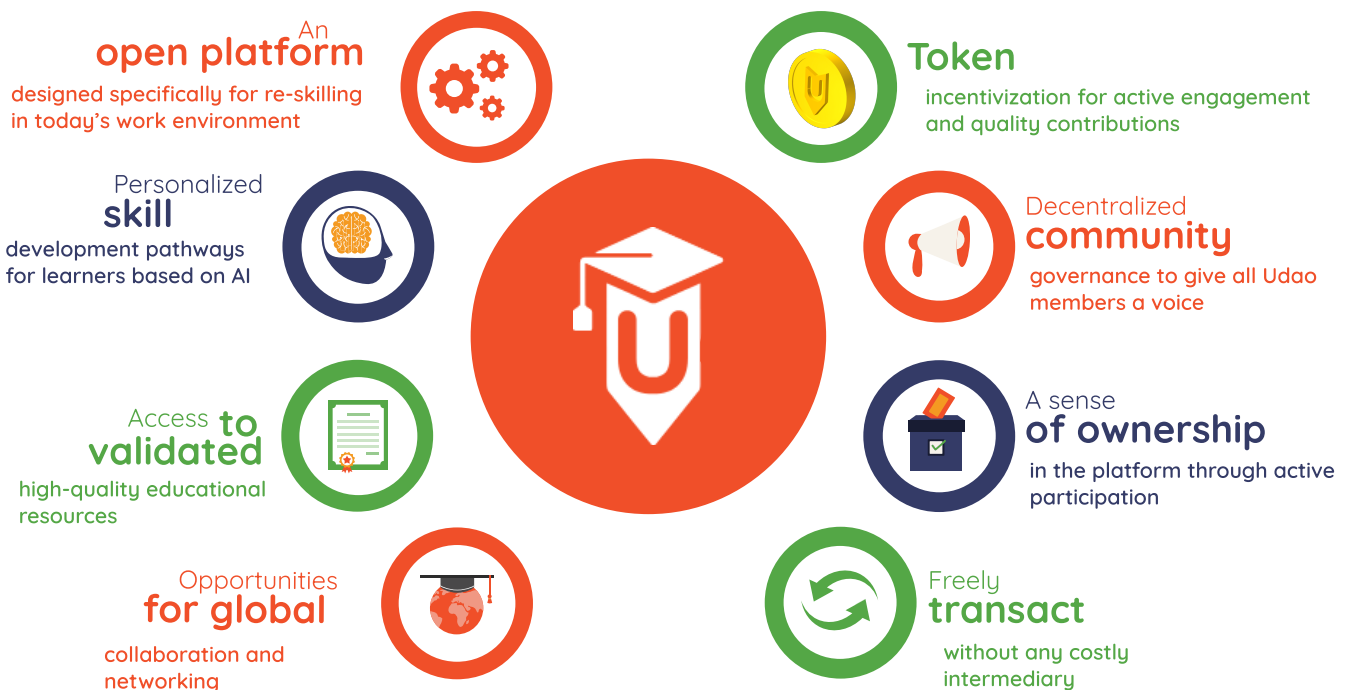 An
open platform
designed specifically for re-skilling
in today's work environment
Personalized
skill
development pathways
for learners based on AI
Access to
validated
high-quality educational
resources
Opportunities
for global
collaboration and
networking
U
Token
incentivization for active engagement
and quality contributions
U
Decentralized
community
governance to give all Udao
members a voice
A sense
of ownership
in the platform through active
participation
Freely
transact
without any costly
intermediary